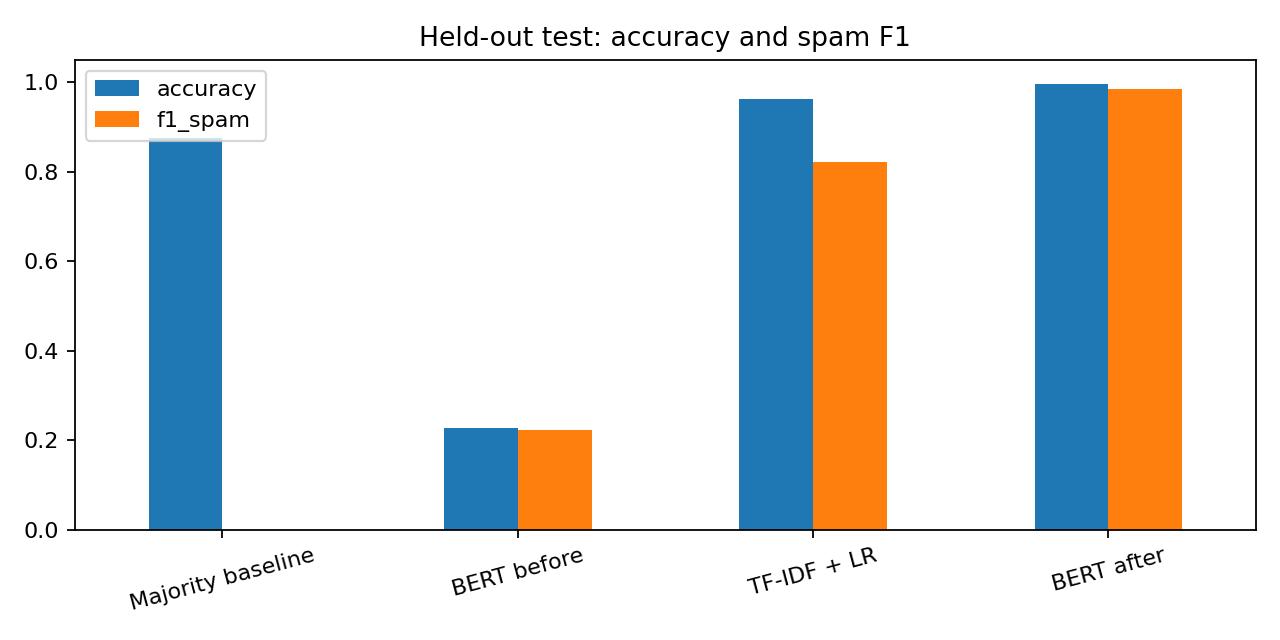 Held-out test: accuracy and spam F1
accuracy
f1_spam
1.0
0.8
0.6
0.4
0.2
0.0
Majority baseline
BERT before
TF-IDF + LR
BERT after